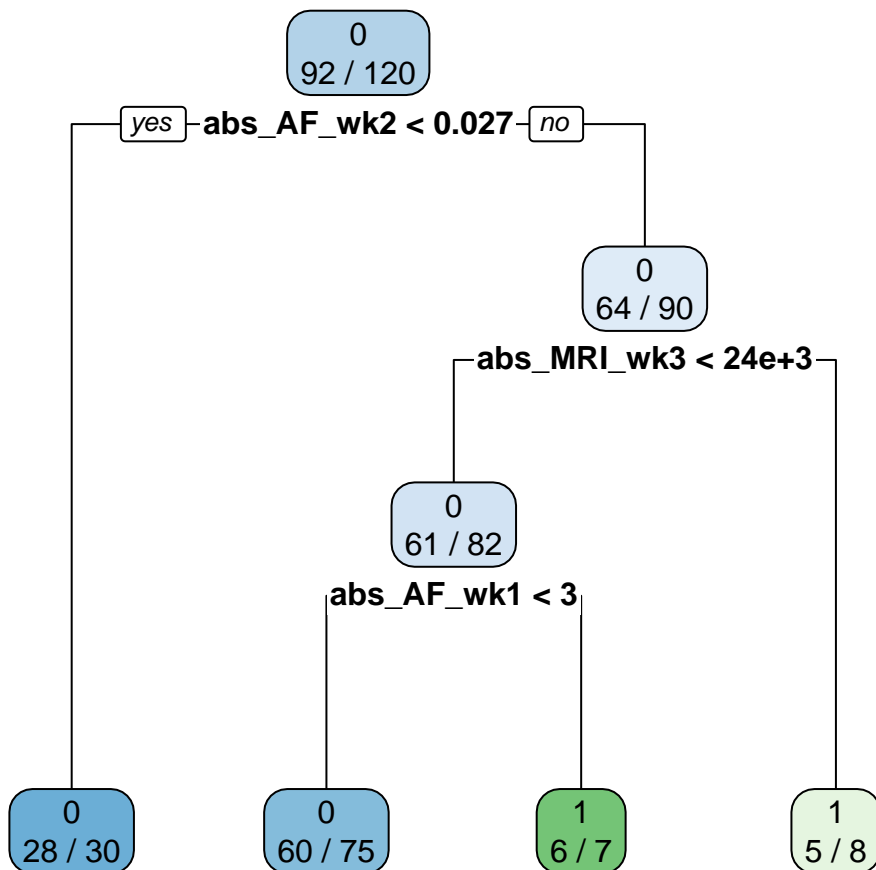 0
92 / 120
yes abs_AF_wk2 < 0.027 no
0
64 / 90
abs_MRI_wk3 < 24e+3
0
61 / 82
abs_AF_wk1 < 3
0
28 / 30
0
60 / 75
1
6 / 7
1
5 / 8